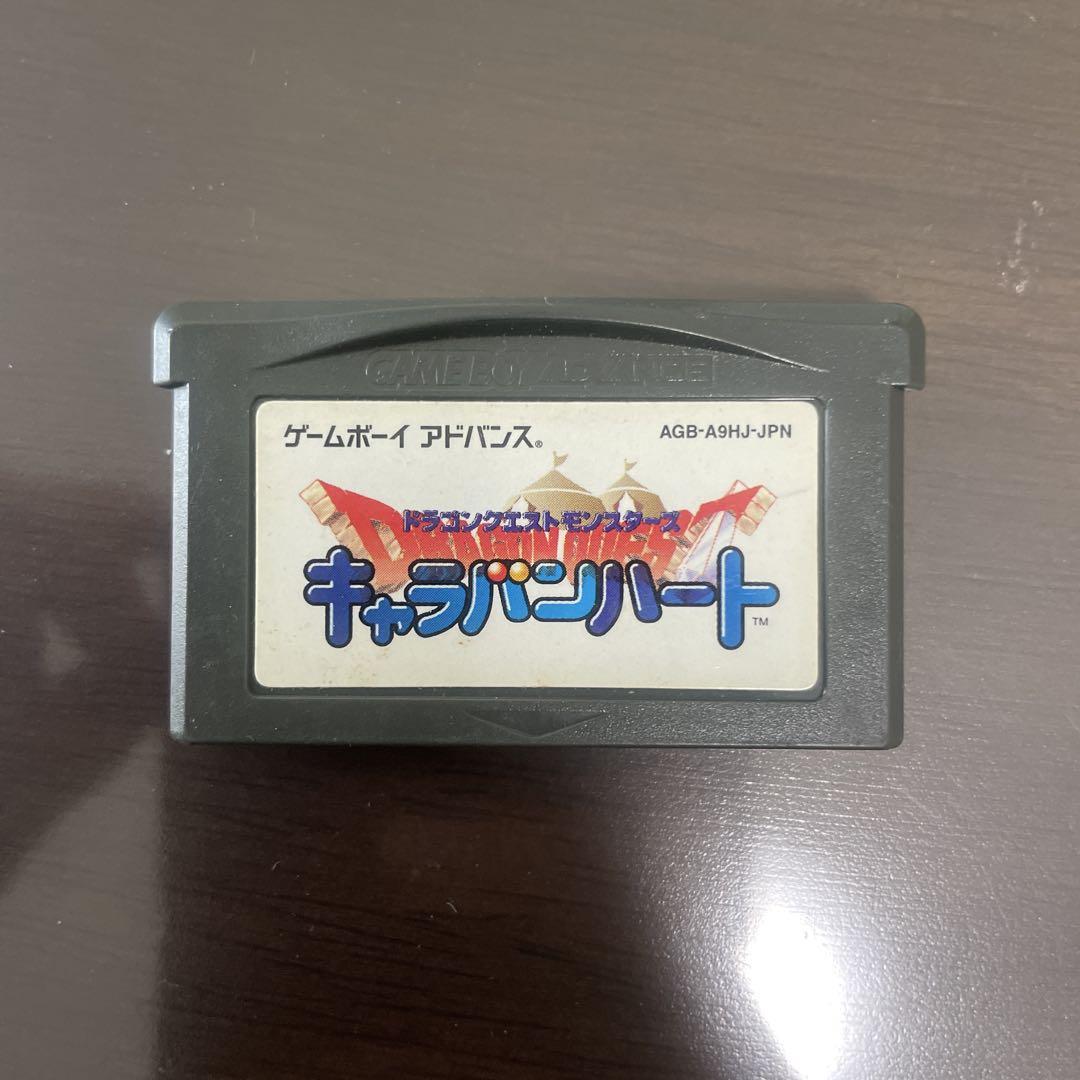 GAME BOY ADVANCE
ゲームボーイ アドバンス® AGB-A9HJ-JPN
DRAGON QUEST
ドラゴンクエストモンスターズ
キャラバンハート™